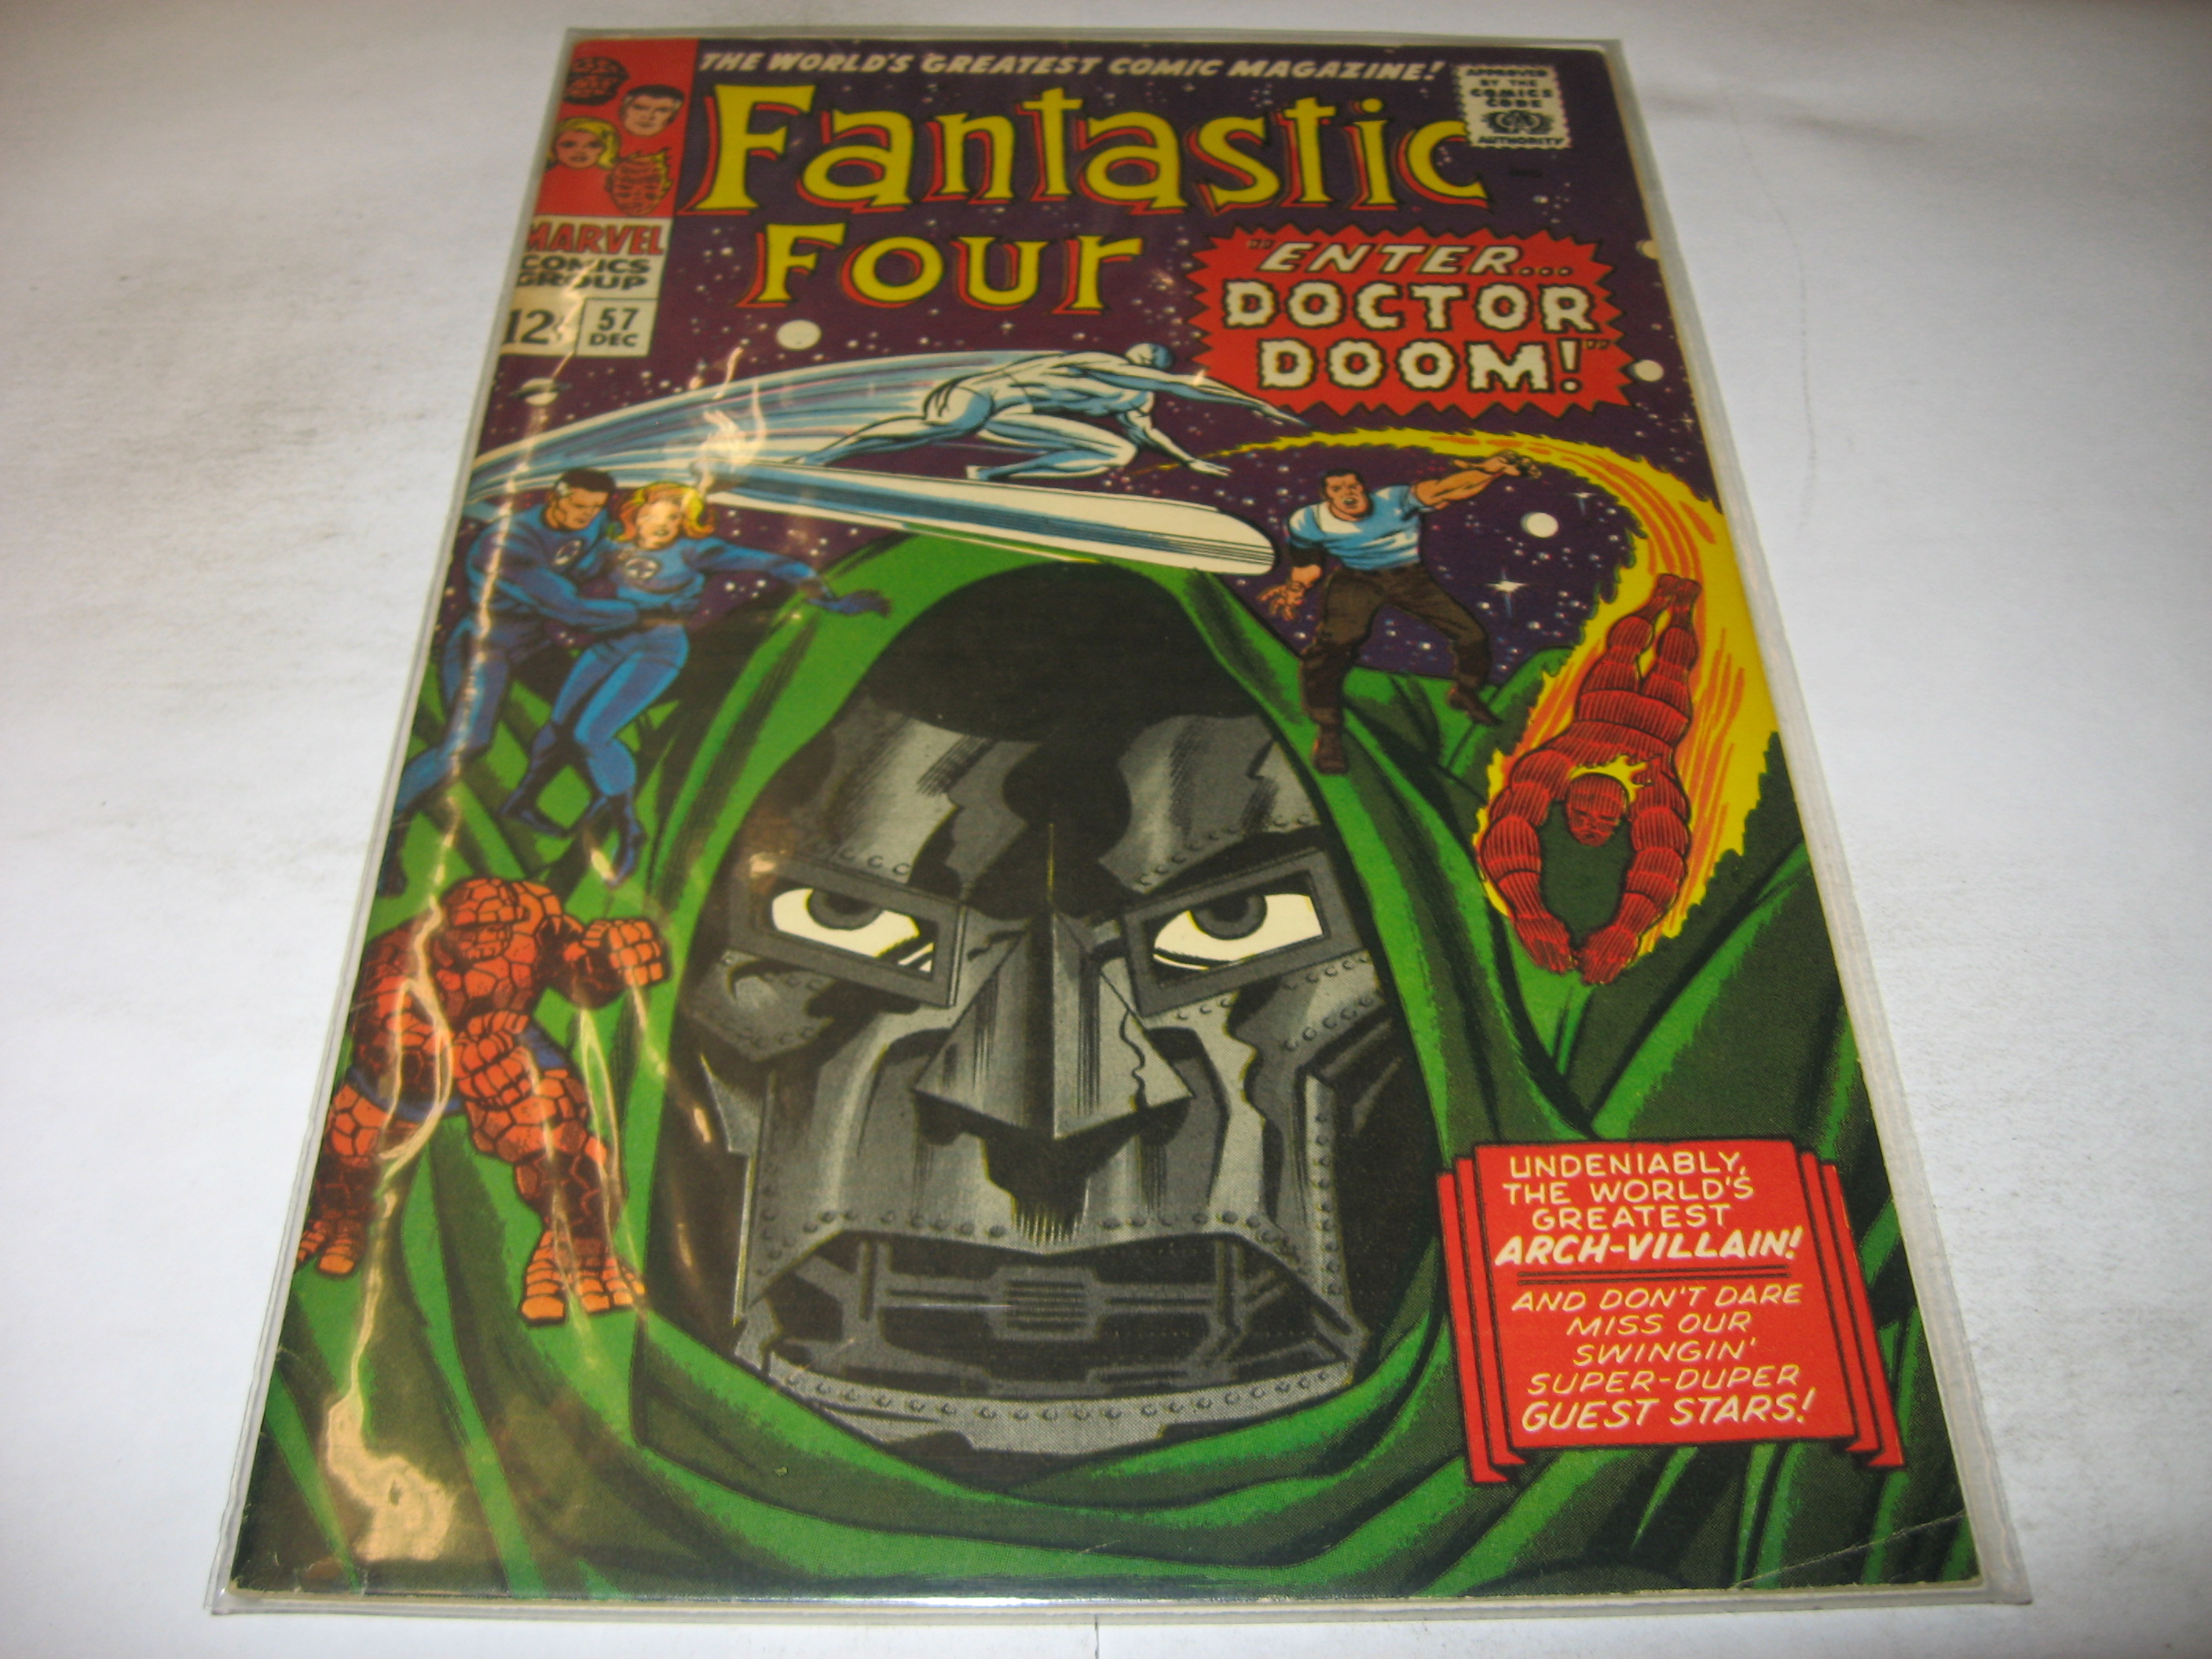 THE WORLD'S GREATEST COMIC MAGAZINE!
Fantastic
Four
APPROVED
BY THE
COMICS
CODE
AUTHORITY
MARVEL
COMICS
GROUP
12¢
57
DEC
"ENTER...
DOCTOR
DOOM!"
UNDENIABLY,
THE WORLD'S
GREATEST
ARCH-VILLAIN!
AND DON'T DARE
MISS OUR
SWINGIN'
SUPER-DUPER
GUEST STARS!